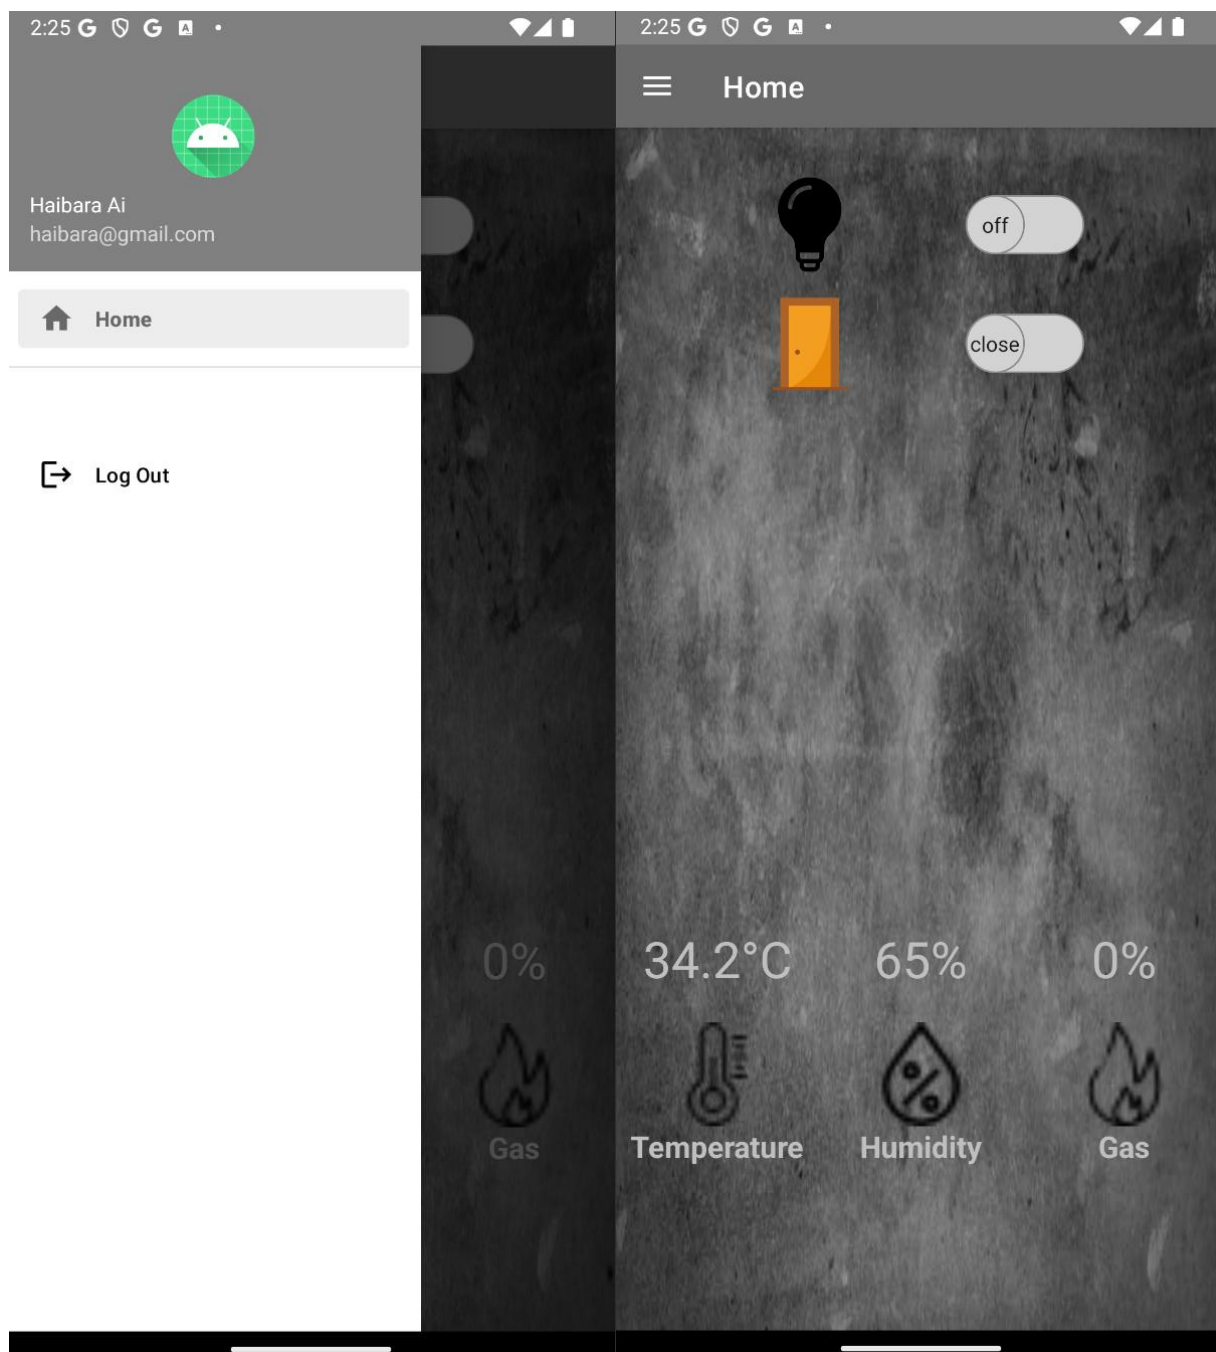 2:25 G G A
Haibara Ai
haibara@gmail.com
Home
Log Out
0%
Gas
2:25 G G A
Home
off
close
34.2°C 65% 0%
Temperature Humidity Gas